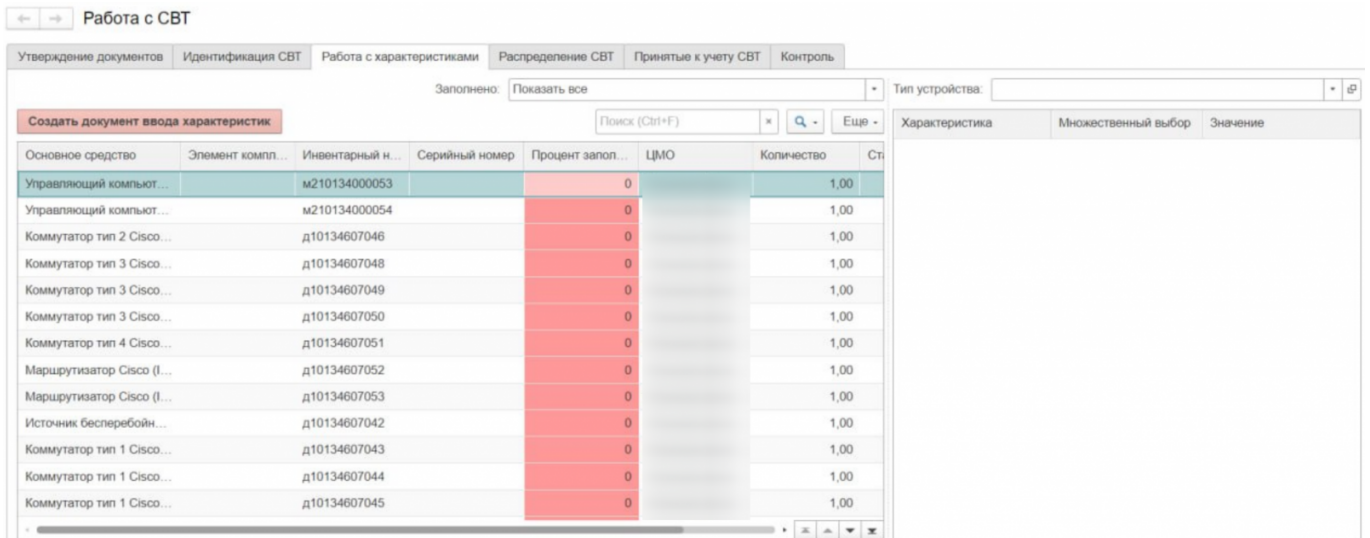 Работа с СВТ
Утверждение документов Идентификация СВТ Работа с характеристиками Распределение СВТ Принятые к учету СВТ Контроль
Заполнено: Показать все Тип устройства:
Создать документ ввода характеристик Поиск (Ctrl+F) × Еще Характеристика Множественный выбор Значение
Основное средство Элемент компл... Инвентарный н... Серийный номер Процент запол... ЦМО Количество Ст
Управляющий компьют... м210134000053 0 1,00
Управляющий компьют... м210134000054 0 1,00
Коммутатор тип 2 Cisco... д10134607046 0 1,00
Коммутатор тип 3 Cisco... д10134607048 0 1,00
Коммутатор тип 3 Cisco... д10134607049 0 1,00
Коммутатор тип 3 Cisco... д10134607050 0 1,00
Коммутатор тип 4 Cisco... д10134607051 0 1,00
Маршрутизатор Cisco (I... д10134607052 0 1,00
Маршрутизатор Cisco (I... д10134607053 0 1,00
Источник бесперебойн... д10134607042 0 1,00
Коммутатор тип 1 Cisco... д10134607043 0 1,00
Коммутатор тип 1 Cisco... д10134607044 0 1,00
Коммутатор тип 1 Cisco... д10134607045 0 1,00